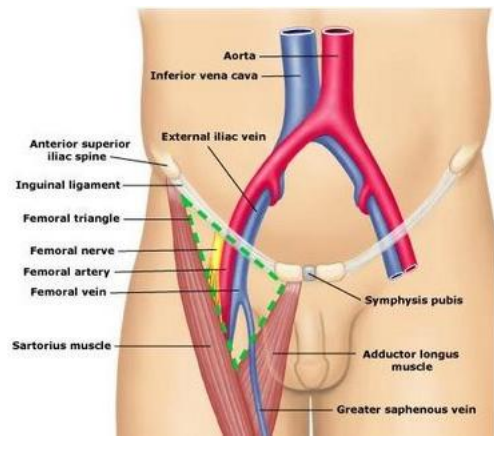 Aorta
Inferior vena cava
External iliac vein
Anterior superior
iliac spine
Inguinal ligament
Femoral triangle
Femoral nerve
Femoral artery
Femoral vein
Symphysis pubis
Sartorius muscle
Adductor longus
muscle
Greater saphenous vein